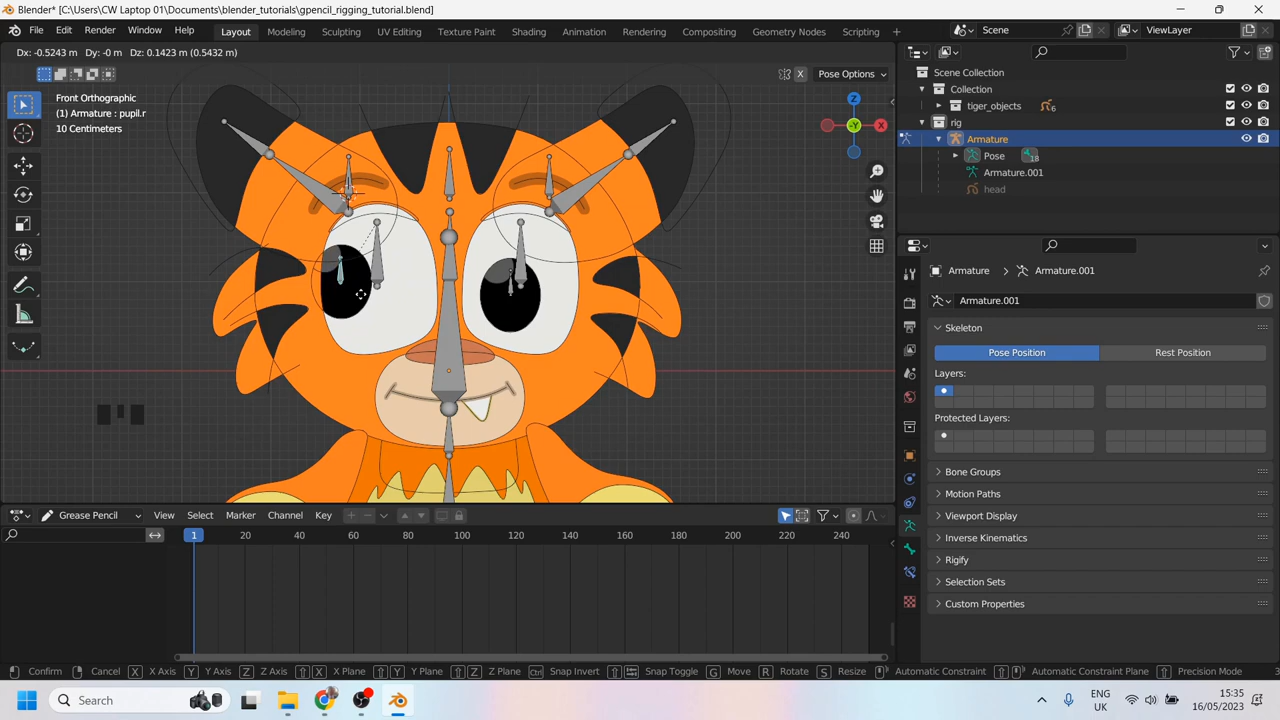 Blender* [C:\Users\CW Laptop 01\Documents\blender_tutorials\gpencil_rigging_tutorial.blend]
File Edit Render Window Help Layout Modeling Sculpting UV Editing Texture Paint Shading Animation Rendering Compositing Geometry Nodes Scripting + Scene ViewLayer
Dx: -0.5243 m Dy: -0 m Dz: 0.1423 m (0.5432 m)
X Pose Options
Front Orthographic
(1) Armature : pupil.r
10 Centimeters
Z
Y
X
Scene Collection
Collection
tiger_objects 6
rig
Armature
Pose 18
Armature.001
head
Armature Armature.001
Armature.001
Skeleton
Pose Position Rest Position
Layers:
Protected Layers:
Bone Groups
Motion Paths
Viewport Display
Inverse Kinematics
Rigify
Selection Sets
Custom Properties
Grease Pencil View Select Marker Channel Key
1 20 40 60 80 100 120 140 160 180 200 220 240
Confirm Cancel X X Axis Y Y Axis Z Z Axis X X Plane Y Y Plane Z Z Plane Ctrl Snap Invert Snap Toggle G Move R Rotate S Resize Automatic Constraint Automatic Constraint Plane Precision Mode 3
Search
ENG
UK
15:35
16/05/2023